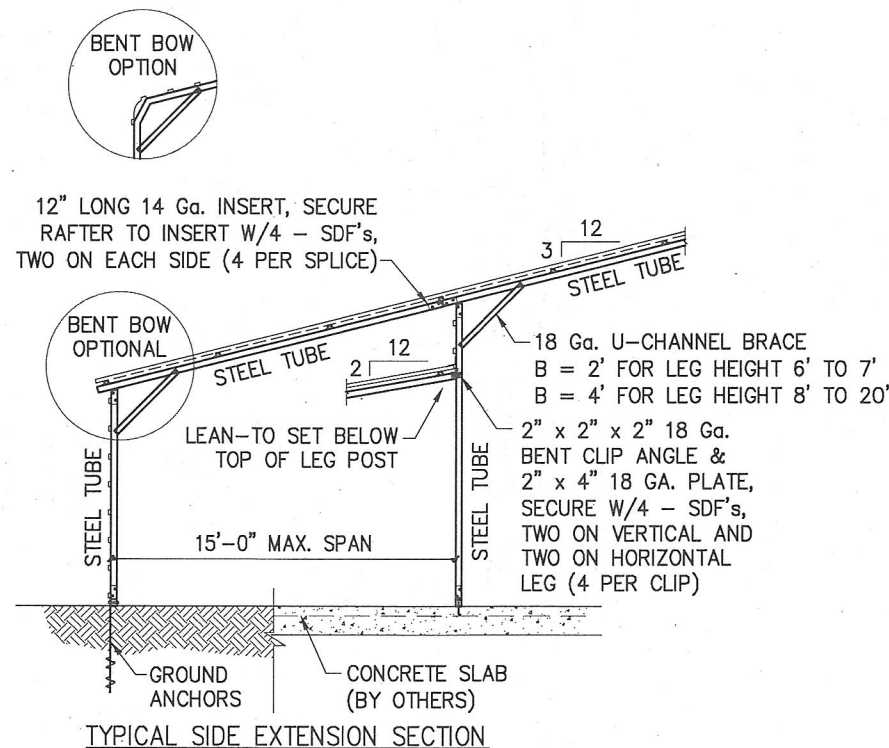 BENT BOW
OPTION
12" LONG 14 Ga. INSERT, SECURE
RAFTER TO INSERT W/4 - SDF's,
TWO ON EACH SIDE (4 PER SPLICE)
12
3
STEEL TUBE
BENT BOW
OPTIONAL
STEEL TUBE
12
2
18 Ga. U-CHANNEL BRACE
B = 2' FOR LEG HEIGHT 6' TO 7'
B = 4' FOR LEG HEIGHT 8' TO 20'
LEAN-TO SET BELOW
TOP OF LEG POST
2" x 2" x 2" 18 Ga.
BENT CLIP ANGLE &
2" x 4" 18 GA. PLATE,
SECURE W/4 - SDF's,
TWO ON VERTICAL AND
TWO ON HORIZONTAL
LEG (4 PER CLIP)
STEEL TUBE
15'-0" MAX. SPAN
STEEL TUBE
GROUND
ANCHORS
CONCRETE SLAB
(BY OTHERS)
TYPICAL SIDE EXTENSION SECTION